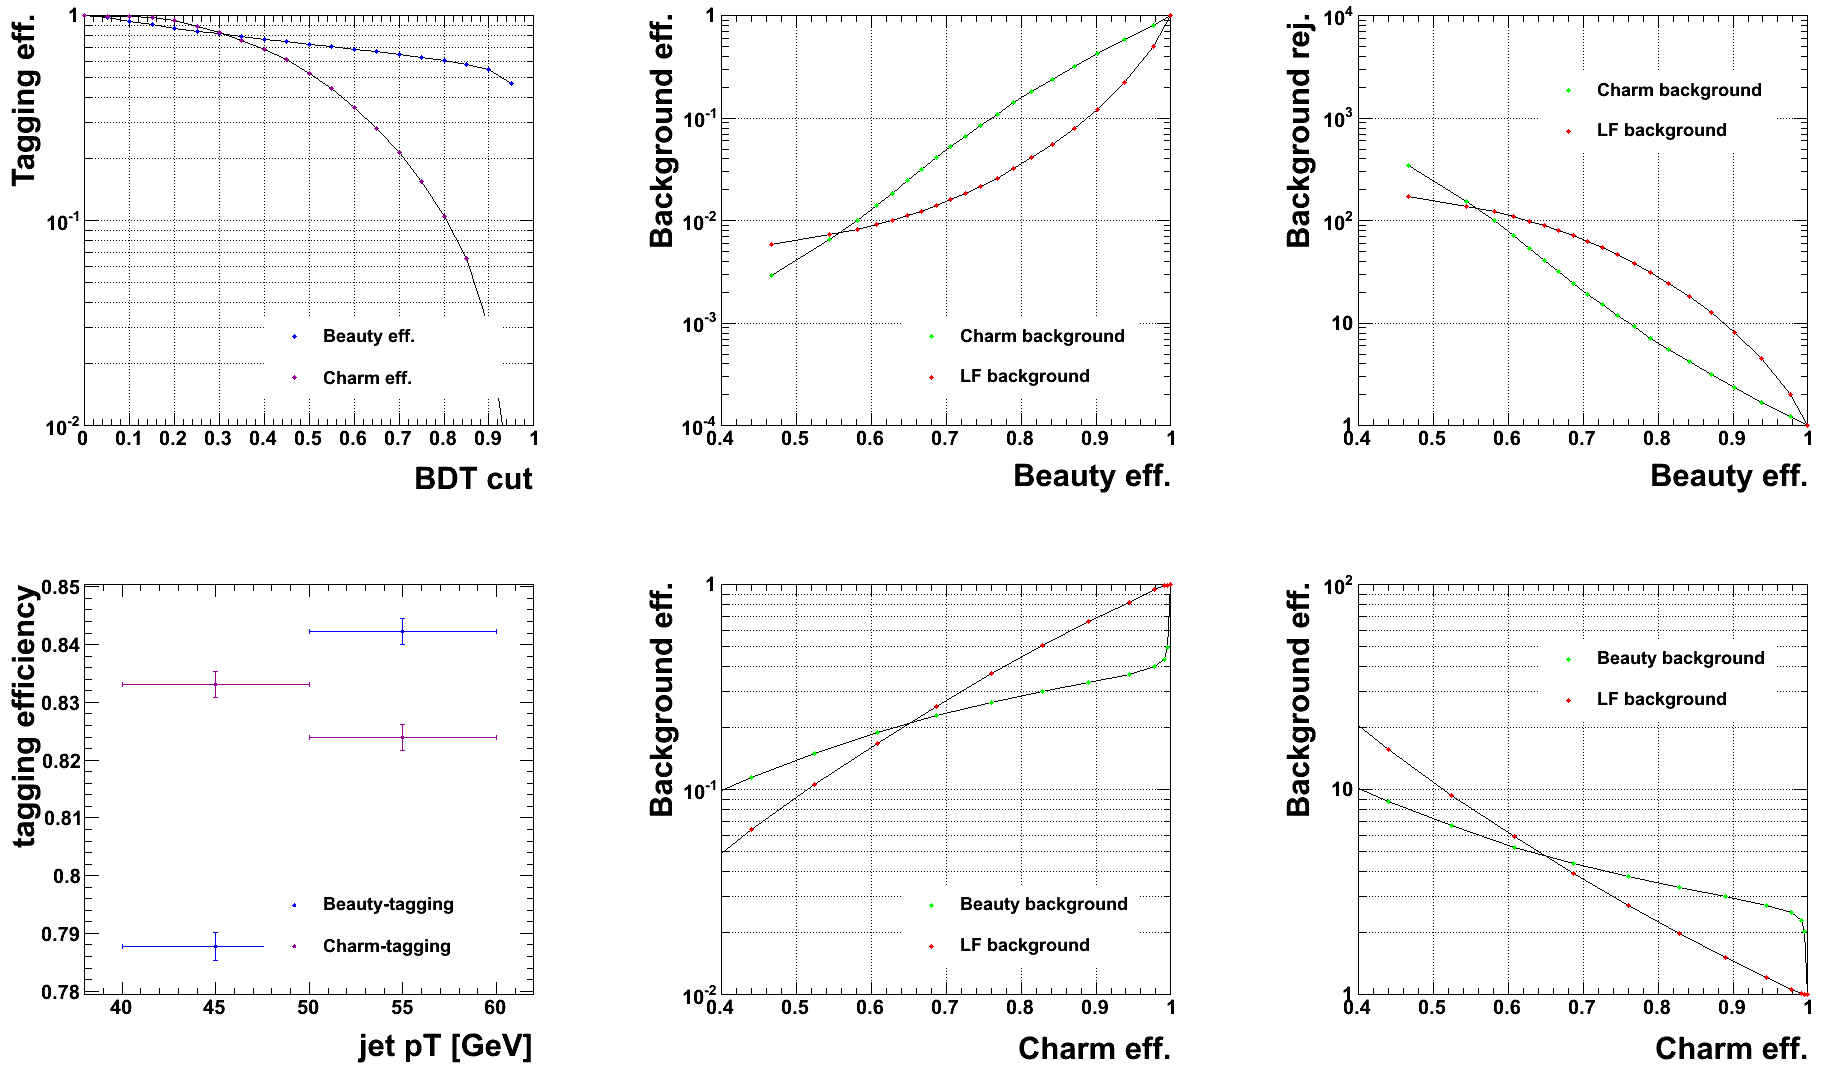 Tagging eff.
1
10-1
10-2
0 0.1 0.2 0.3 0.4 0.5 0.6 0.7 0.8 0.9 1
BDT cut
Beauty eff.
Charm eff.
Background eff.
1
10-1
10-2
10-3
10-4
0.4 0.5 0.6 0.7 0.8 0.9 1
Beauty eff.
Charm background
LF background
Background rej.
104
103
102
10
1
0.4 0.5 0.6 0.7 0.8 0.9 1
Beauty eff.
Charm background
LF background
tagging efficiency
0.85
0.84
0.83
0.82
0.81
0.8
0.79
0.78
40 45 50 55 60
jet pT [GeV]
Beauty-tagging
Charm-tagging
Background eff.
1
10-1
10-2
0.4 0.5 0.6 0.7 0.8 0.9 1
Charm eff.
Beauty background
LF background
Background eff.
102
10
1
0.4 0.5 0.6 0.7 0.8 0.9 1
Charm eff.
Beauty background
LF background